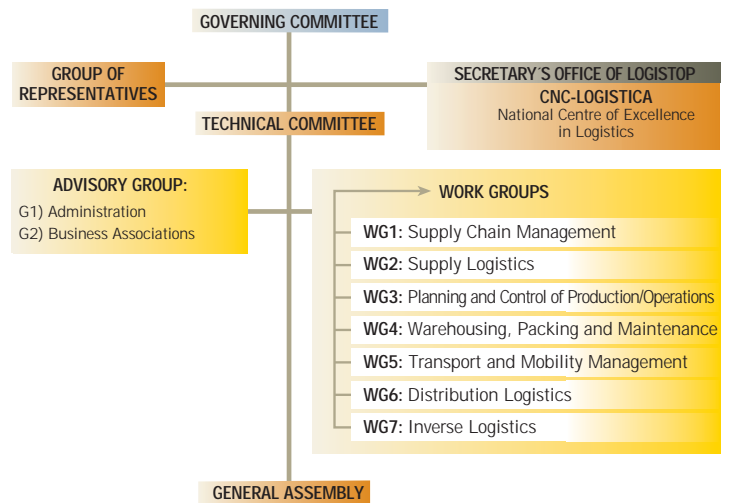 GOVERNING COMMITTEE
GROUP OF
REPRESENTATIVES
SECRETARY´S OFFICE OF LOGISTOP
CNC-LOGISTICA
National Centre of Excellence
in Logistics
TECHNICAL COMMITTEE
ADVISORY GROUP:
G1) Administration
G2) Business Associations
WORK GROUPS
WG1: Supply Chain Management
WG2: Supply Logistics
WG3: Planning and Control of Production/Operations
WG4: Warehousing, Packing and Maintenance
WG5: Transport and Mobility Management
WG6: Distribution Logistics
WG7: Inverse Logistics
GENERAL ASSEMBLY